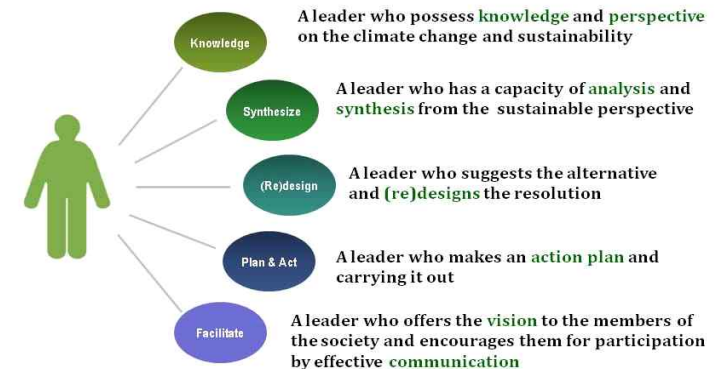 Knowledge
A leader who possess knowledge and perspective
on the climate change and sustainability
Synthesize
A leader who has a capacity of analysis and
synthesis from the sustainable perspective
(Re)design
A leader who suggests the alternative
and (re)designs the resolution
Plan & Act
A leader who makes an action plan and
carrying it out
Facilitate
A leader who offers the vision to the members of
the society and encourages them for participation
by effective communication